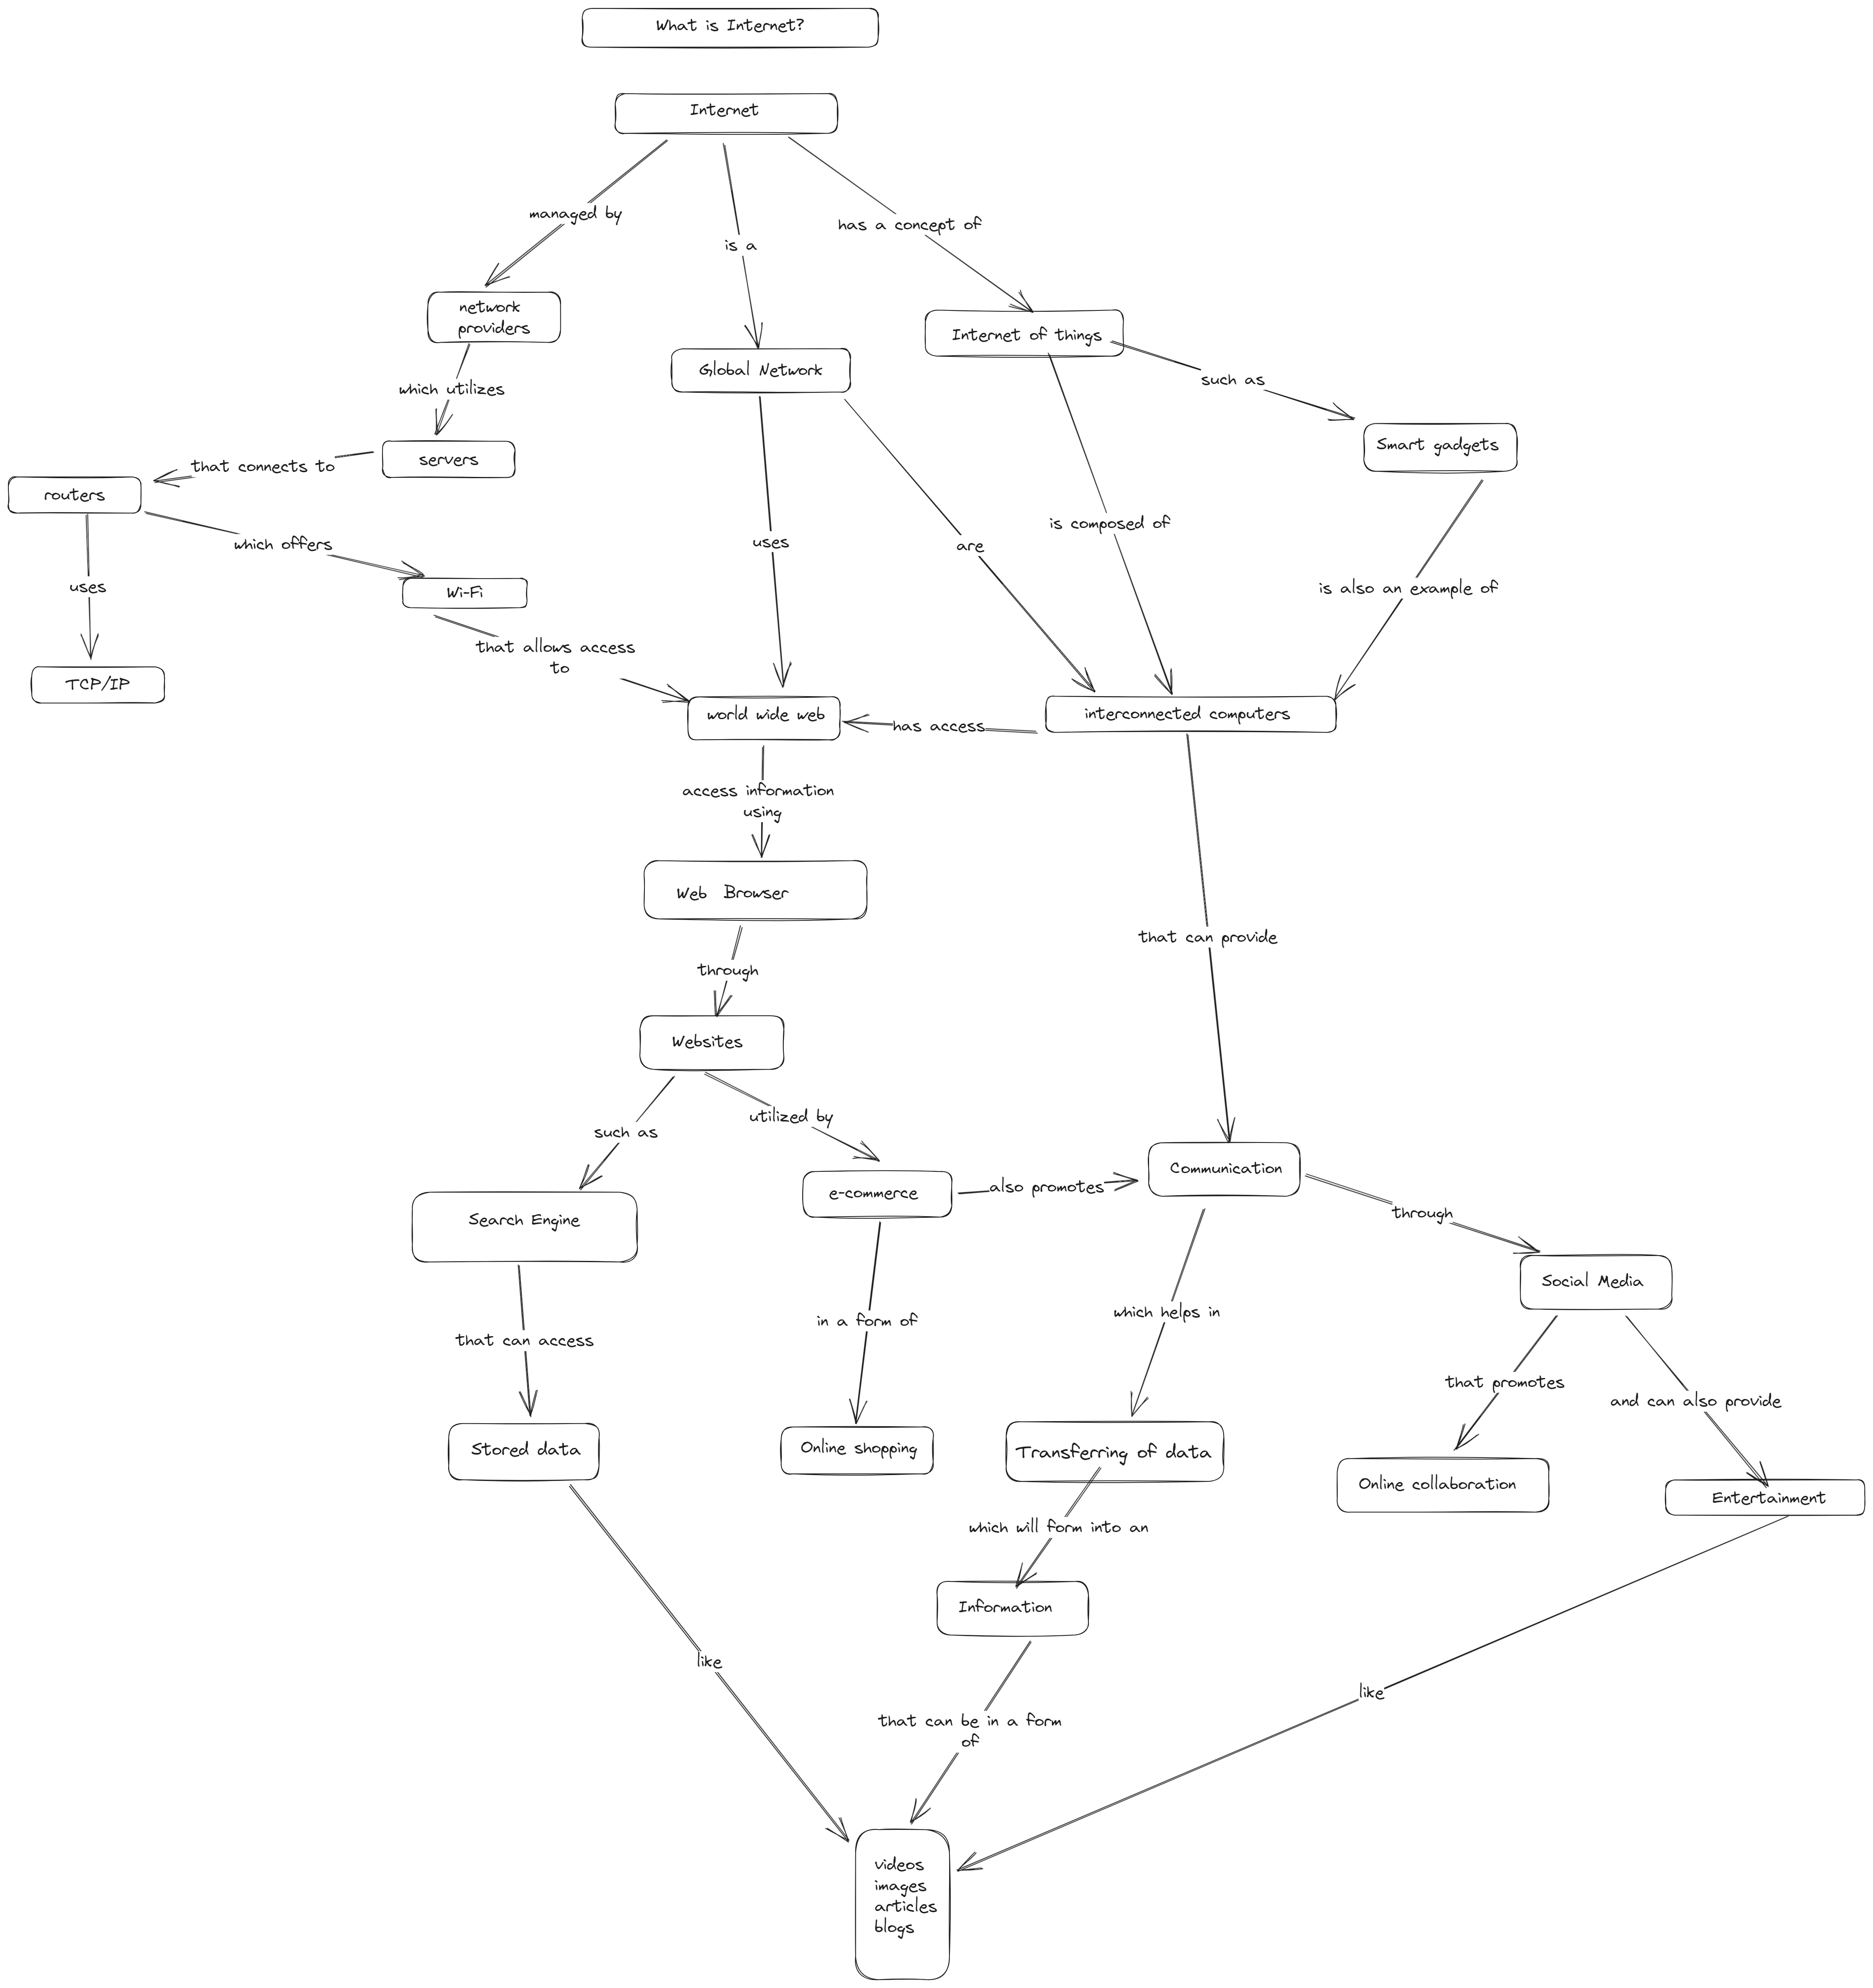 What is Internet?
Internet
managed by
is a
has a concept of
network
providers
Global Network
Internet of things
which utilizes
such as
servers
Smart gadgets
that connects to
routers
which offers
uses
is composed of
are
uses
is also an example of
Wi-Fi
that allows access
to
TCP/IP
world wide web
has access
interconnected computers
access information
using
Web Browser
that can provide
through
Websites
such as
utilized by
Search Engine
e-commerce
also promotes
Communication
through
Social Media
that can access
in a form of
which helps in
that promotes
and can also provide
Stored data
Online shopping
Transferring of data
Online collaboration
Entertainment
which will form into an
Information
like
that can be in a form
of
like
videos
images
articles
blogs